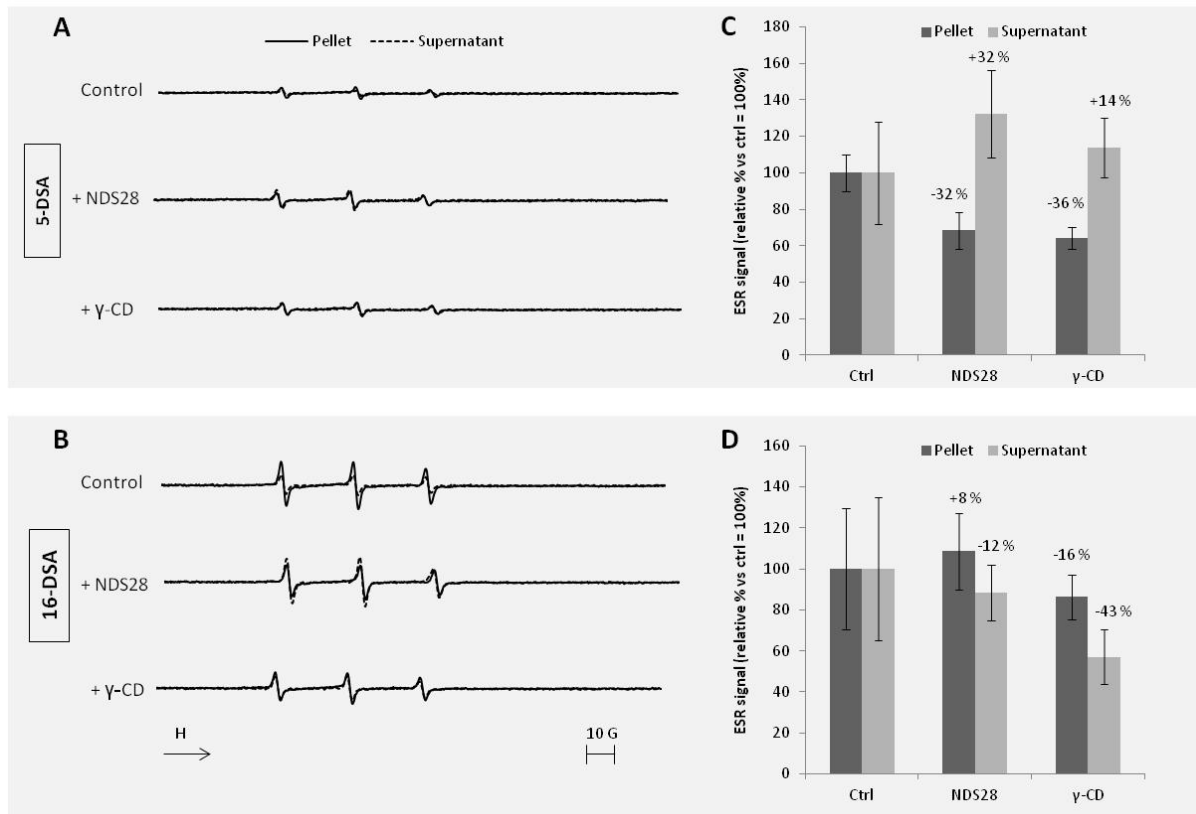 A
Pellet Supernatant
Control
+ NDS28
+ γ-CD
5-DSA
C
Pellet Supernatant
ESR signal (relative % vs ctrl = 100%)
180
160
140
120
100
80
60
40
20
0
-32 %
+32 %
-36 %
+14 %
Ctrl NDS28 γ-CD
B
Control
+ NDS28
+ γ-CD
16-DSA
H
10 G
D
Pellet Supernatant
ESR signal (relative % vs ctrl = 100%)
160
140
120
100
80
60
40
20
0
+8 %
-12 %
-16 %
-43 %
Ctrl NDS28 γ-CD